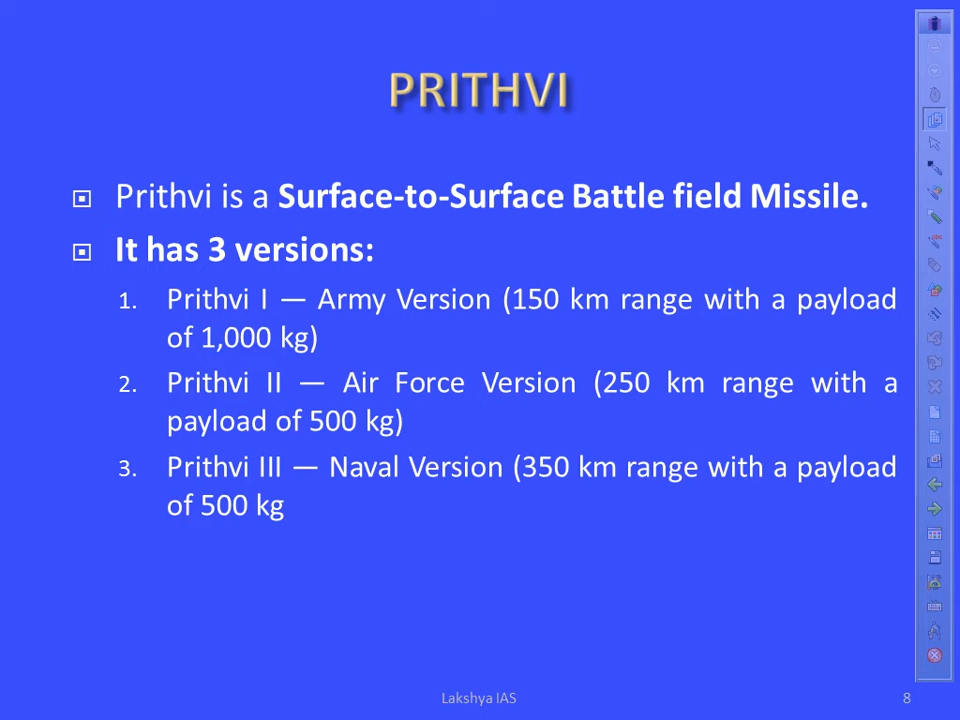 PRITHVI
Prithvi is a Surface-to-Surface Battle field Missile.
It has 3 versions:
1. Prithvi I — Army Version (150 km range with a payload
of 1,000 kg)
2. Prithvi II — Air Force Version (250 km range with a
payload of 500 kg)
3. Prithvi III — Naval Version (350 km range with a payload
of 500 kg
Lakshya IAS
8